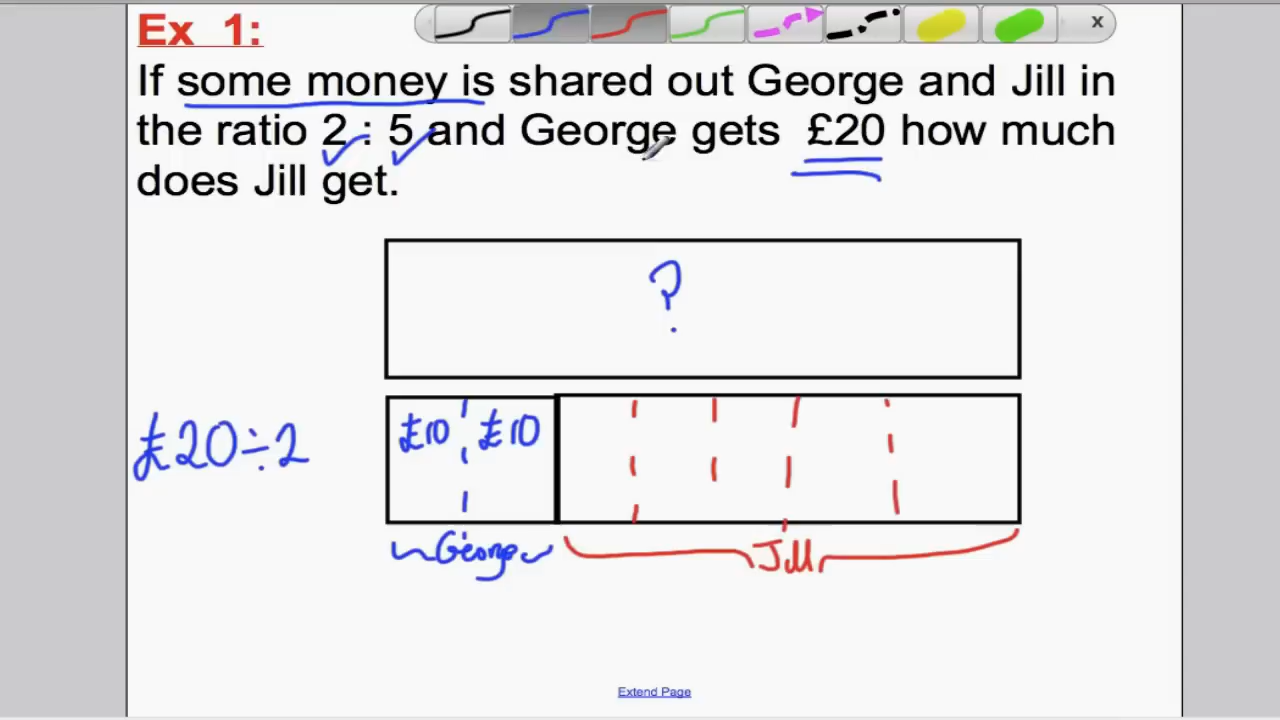 Ex 1:
x
If some money is shared out George and Jill in
the ratio 2 : 5 and George gets £20 how much
does Jill get.
?
£20÷2
£10 £10
George
Jill
Extend Page